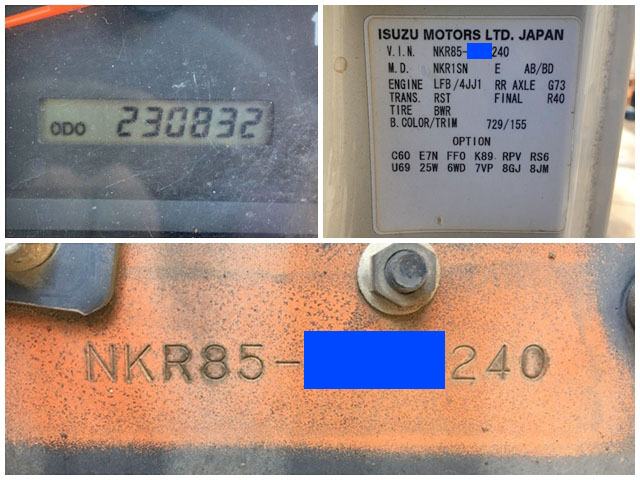 ODO 230832
ISUZU MOTORS LTD. JAPAN
V.I.N. NKR85- 240
M.D. NKR1SN E AB/BD
ENGINE LFB/4JJ1 RR AXLE G73
TRANS. RST FINAL R40
TIRE BWR
B.COLOR/TRIM 729/155
OPTION
C60 E7N FF0 K89 RPV RS6
U69 25W 6WD 7VP 8GJ 8JM
NKR85- 240